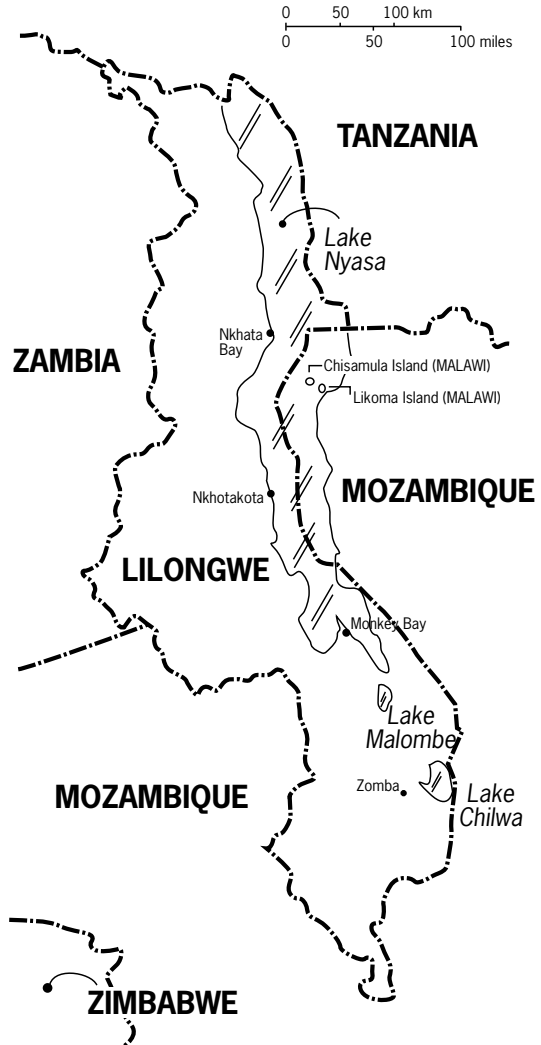 0 50 100 km
0 50 100 miles
TANZANIA
Lake
Nyasa
Nkhata
Bay
ZAMBIA
Chisamula Island (MALAWI)
Likoma Island (MALAWI)
Nkhotakota
MOZAMBIQUE
LILONGWE
Monkey Bay
Lake
Malombe
Zomba
MOZAMBIQUE
Lake
Chilwa
ZIMBABWE